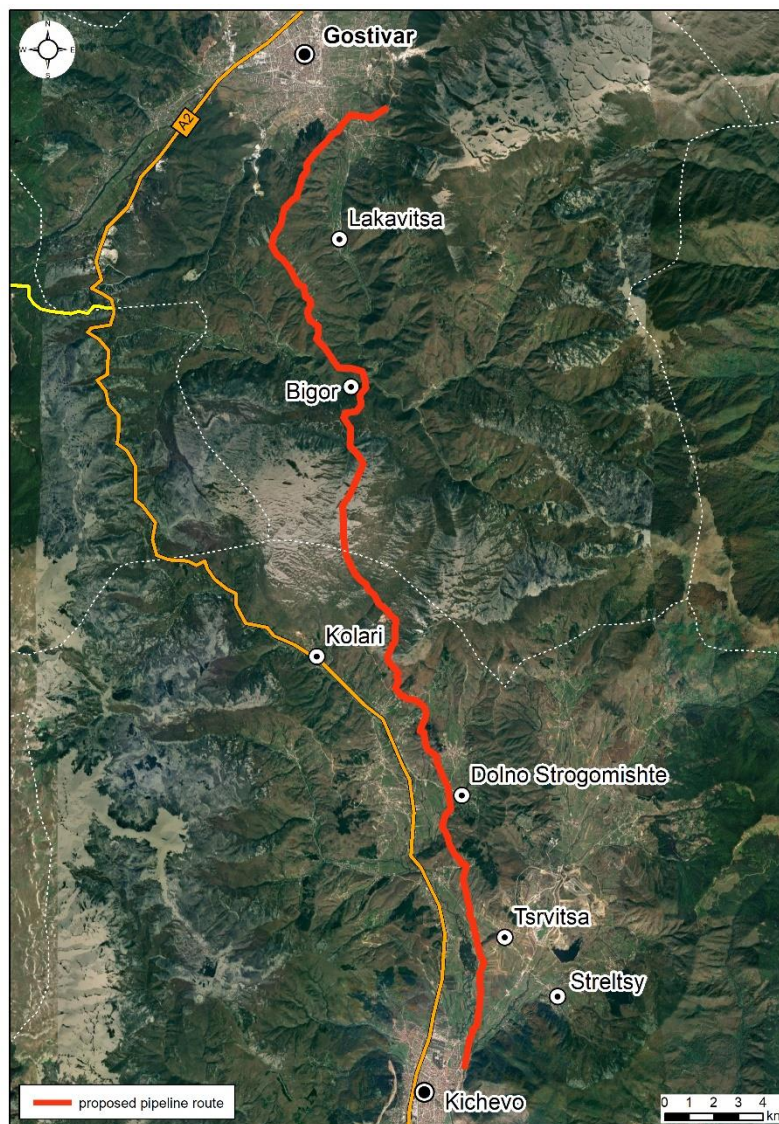 N
W E
S
Gostivar
A2
Lakavitsa
Bigor
Kolari
Dolno Strogomishte
Tsrvitsa
Streltsy
Kichevo
proposed pipeline route
0 1 2 3 4
km